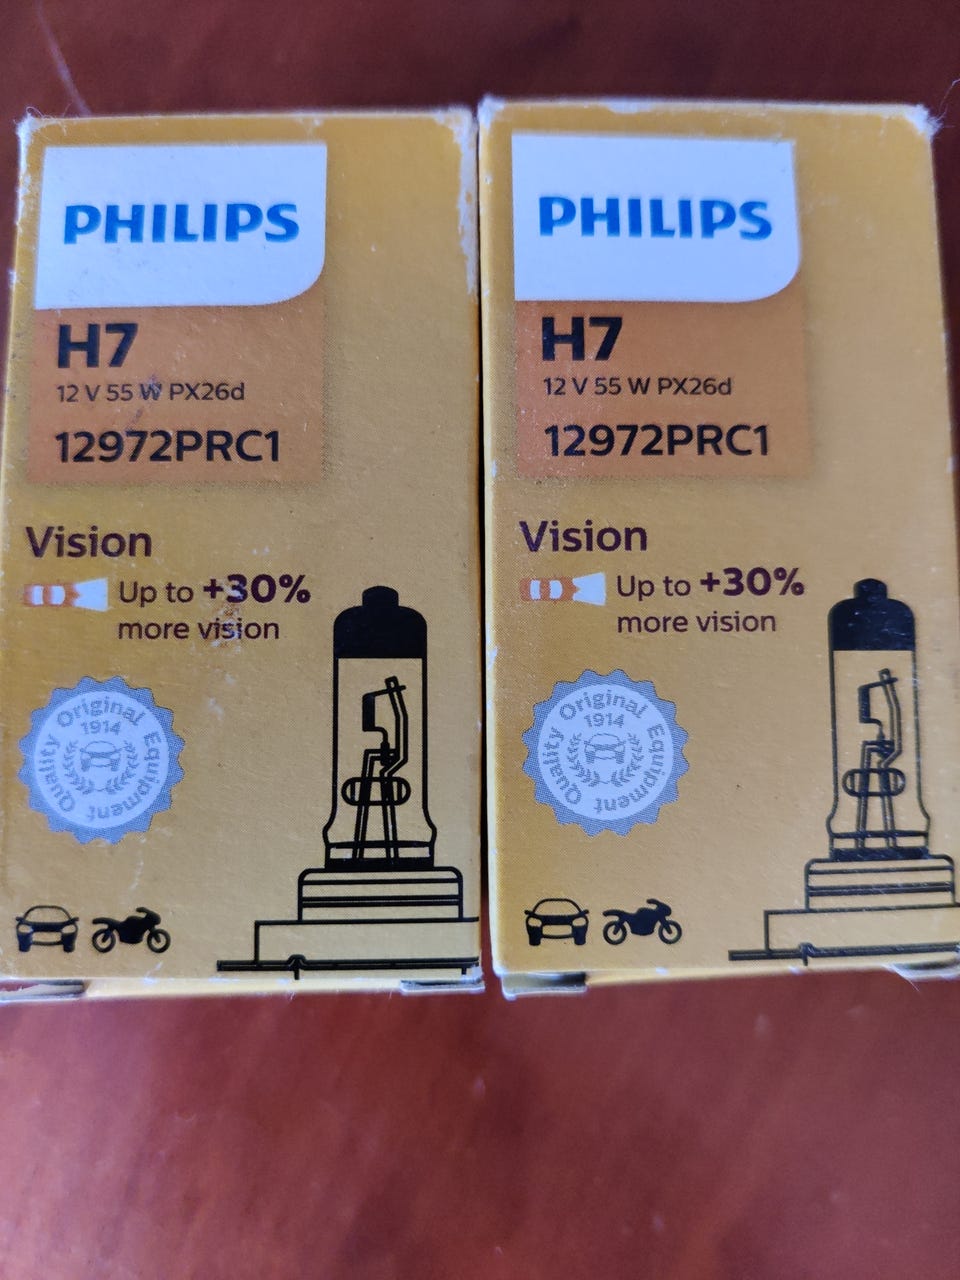 PHILIPS
H7
12 V 55 W PX26d
12972PRC1
Vision
Up to +30%
more vision
Original
1914
Equipment
Quality
PHILIPS
H7
12 V 55 W PX26d
12972PRC1
Vision
Up to +30%
more vision
Original
1914
Equipment
Quality